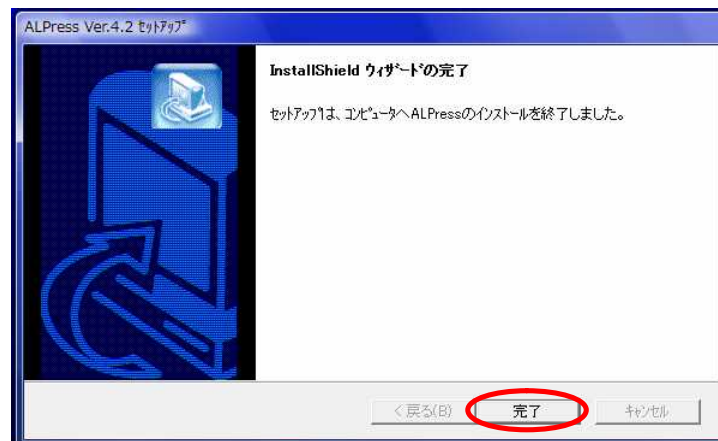 ALPress Ver.4.2 ｾｯﾄｱｯﾌﾟ
InstallShield ｳｨｻﾞｰﾄﾞの完了
ｾｯﾄｱｯﾌﾟは、ｺﾝﾋﾟｭｰﾀへALPressのｲﾝｽﾄｰﾙを終了しました。
< 戻る(B)
完了
ｷｬﾝｾﾙ